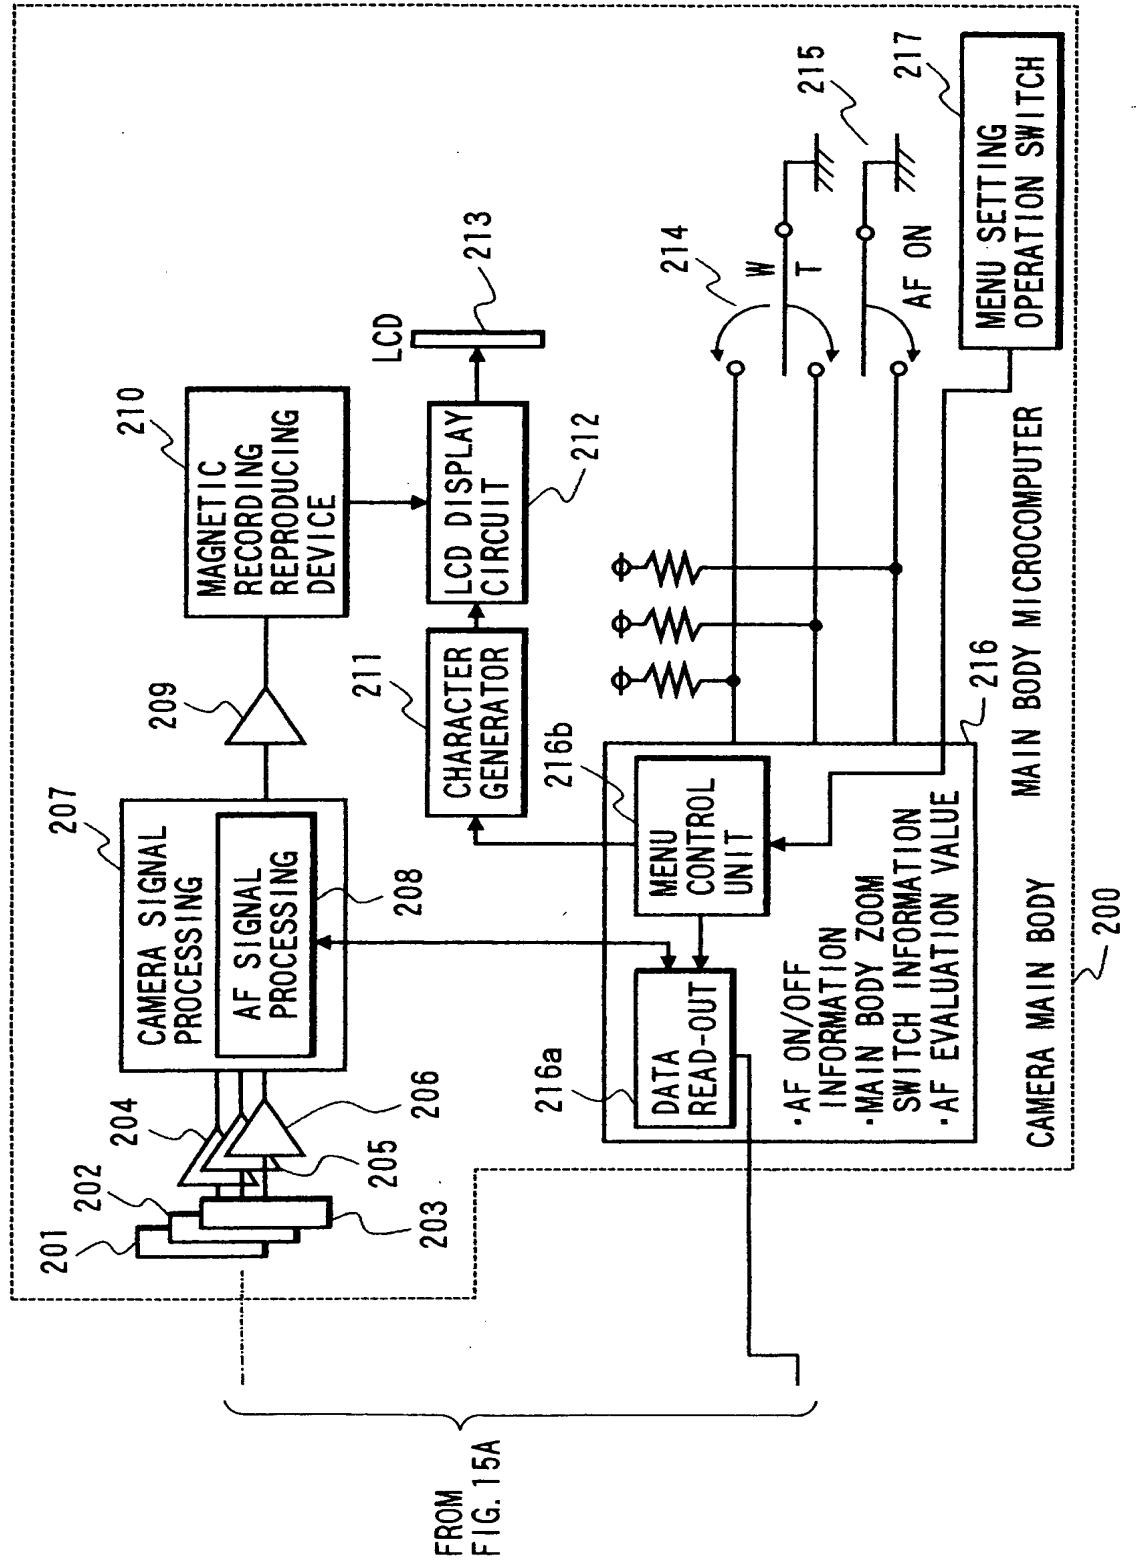 201
202
203
204
205
206
207
CAMERA SIGNAL
PROCESSING
AF SIGNAL
PROCESSING
208
209
210
MAGNETIC
RECORDING
REPRODUCING
DEVICE
211
CHARACTER
GENERATOR
LCD DISPLAY
CIRCUIT
212
LCD
213
214
W
T
215
AF ON
217
MENU SETTING
OPERATION SWITCH
216a
DATA
READ-OUT
216b
MENU
CONTROL
UNIT
· AF ON/OFF
INFORMATION
· MAIN BODY ZOOM
SWITCH INFORMATION
· AF EVALUATION VALUE
216
MAIN BODY MICROCOMPUTER
CAMERA MAIN BODY
200
FROM
FIG. 15A